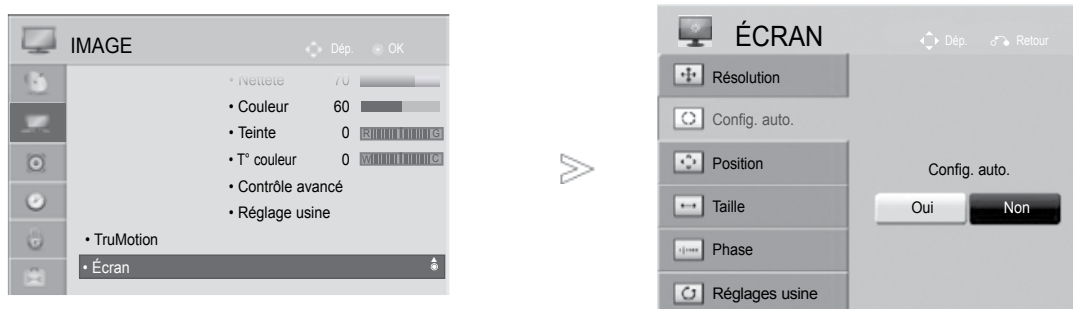 IMAGE
Dép. OK
• Netteté 70
• Couleur 60
• Teinte 0 R G
• T° couleur 0 W C
• Contrôle avancé
• Réglage usine
• TruMotion
• Écran
ÉCRAN
Dép. Retour
Résolution
Config. auto.
Position
Taille
Phase
Réglages usine
Config. auto.
Oui Non